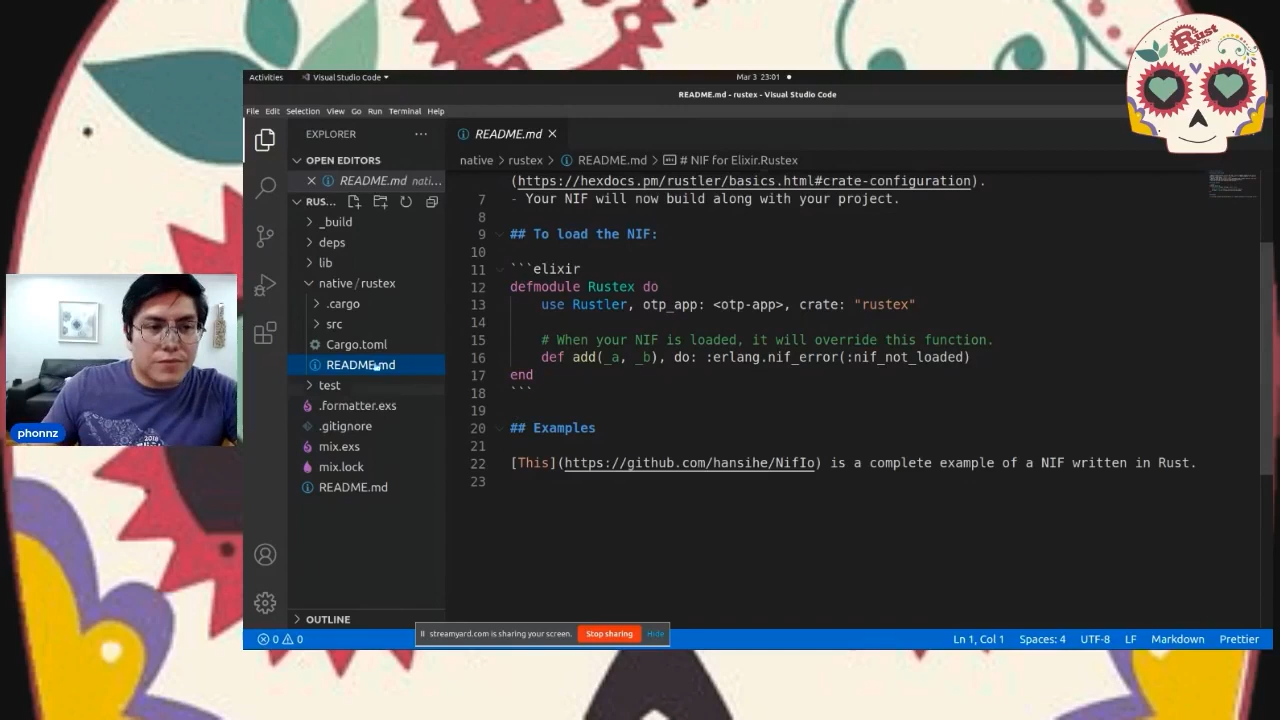 Rust
MX
Activities
Visual Studio Code
Mar 3 23:01
README.md - rustex - Visual Studio Code
File Edit Selection View Go Run Terminal Help
EXPLORER
README.md
OPEN EDITORS
native > rustex > README.md > # NIF for Elixir.Rustex
README.md nati...
RUS...
_build
deps
lib
native / rustex
.cargo
src
Cargo.toml
README.md
test
.formatter.exs
.gitignore
mix.exs
mix.lock
README.md
OUTLINE
(https://hexdocs.pm/rustler/basics.html#crate-configuration).
7 - Your NIF will now build along with your project.
8
9 ## To load the NIF:
10
11 ```elixir
12 defmodule Rustex do
13 use Rustler, otp_app: <otp-app>, crate: "rustex"
14
15 # When your NIF is loaded, it will override this function.
16 def add(_a, _b), do: :erlang.nif_error(:nif_not_loaded)
17 end
18 ```
19
20 ## Examples
21
22 [This](https://github.com/hansihe/NifIo) is a complete example of a NIF written in Rust.
23
phonnz
2018
streamyard.com is sharing your screen. Stop sharing Hide
0 0
Ln 1, Col 1 Spaces: 4 UTF-8 LF Markdown Prettier